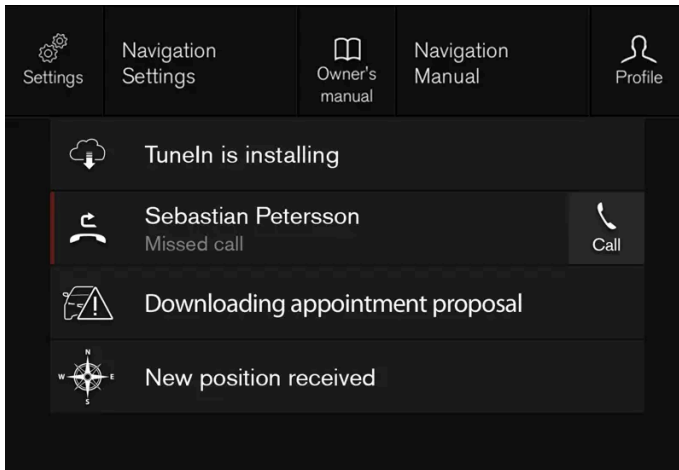 Settings
Navigation
Settings
Owner's
manual
Navigation
Manual
Profile
TuneIn is installing
Sebastian Petersson
Missed call
Call
Downloading appointment proposal
N
W E
S
New position received